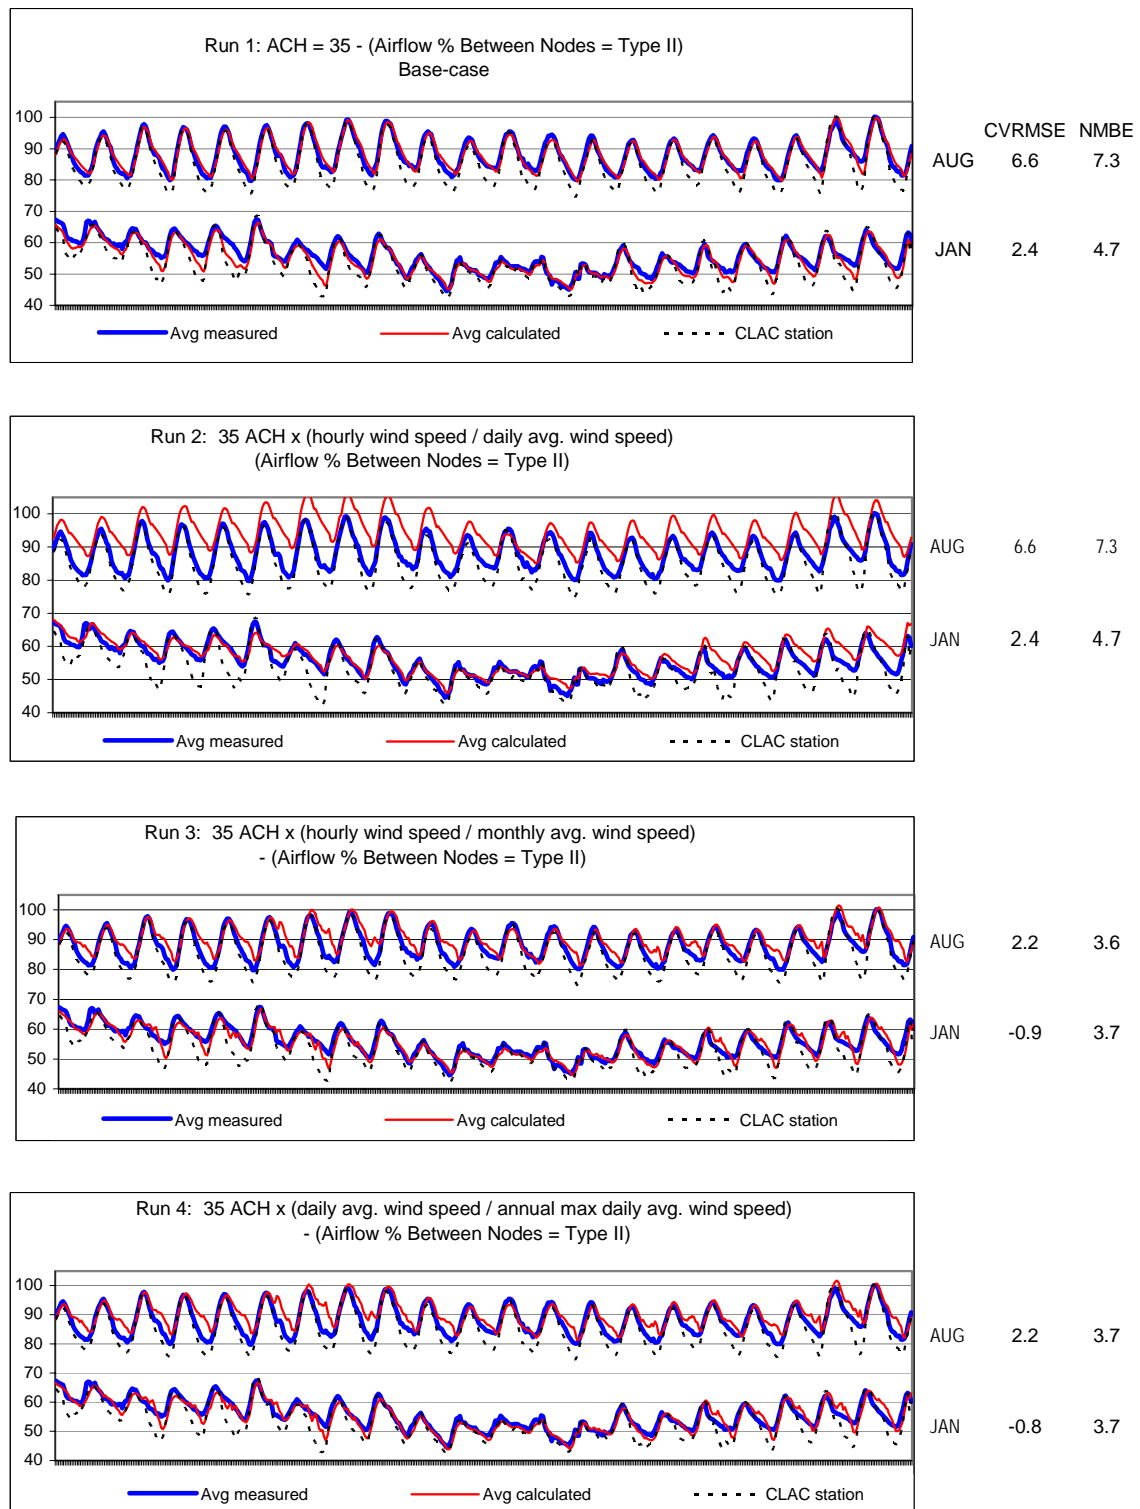 Run 1: ACH = 35 - (Airflow % Between Nodes = Type II)
Base-case
100
90
80
70
60
50
40
Avg measured
Avg calculated
CLAC station
CVRMSE NMBE
AUG 6.6 7.3
JAN 2.4 4.7
Run 2: 35 ACH x (hourly wind speed / daily avg. wind speed)
(Airflow % Between Nodes = Type II)
100
90
80
70
60
50
40
Avg measured
Avg calculated
CLAC station
AUG 6.6 7.3
JAN 2.4 4.7
Run 3: 35 ACH x (hourly wind speed / monthly avg. wind speed)
- (Airflow % Between Nodes = Type II)
100
90
80
70
60
50
40
Avg measured
Avg calculated
CLAC station
AUG 2.2 3.6
JAN -0.9 3.7
Run 4: 35 ACH x (daily avg. wind speed / annual max daily avg. wind speed)
- (Airflow % Between Nodes = Type II)
100
90
80
70
60
50
40
Avg measured
Avg calculated
CLAC station
AUG 2.2 3.7
JAN -0.8 3.7